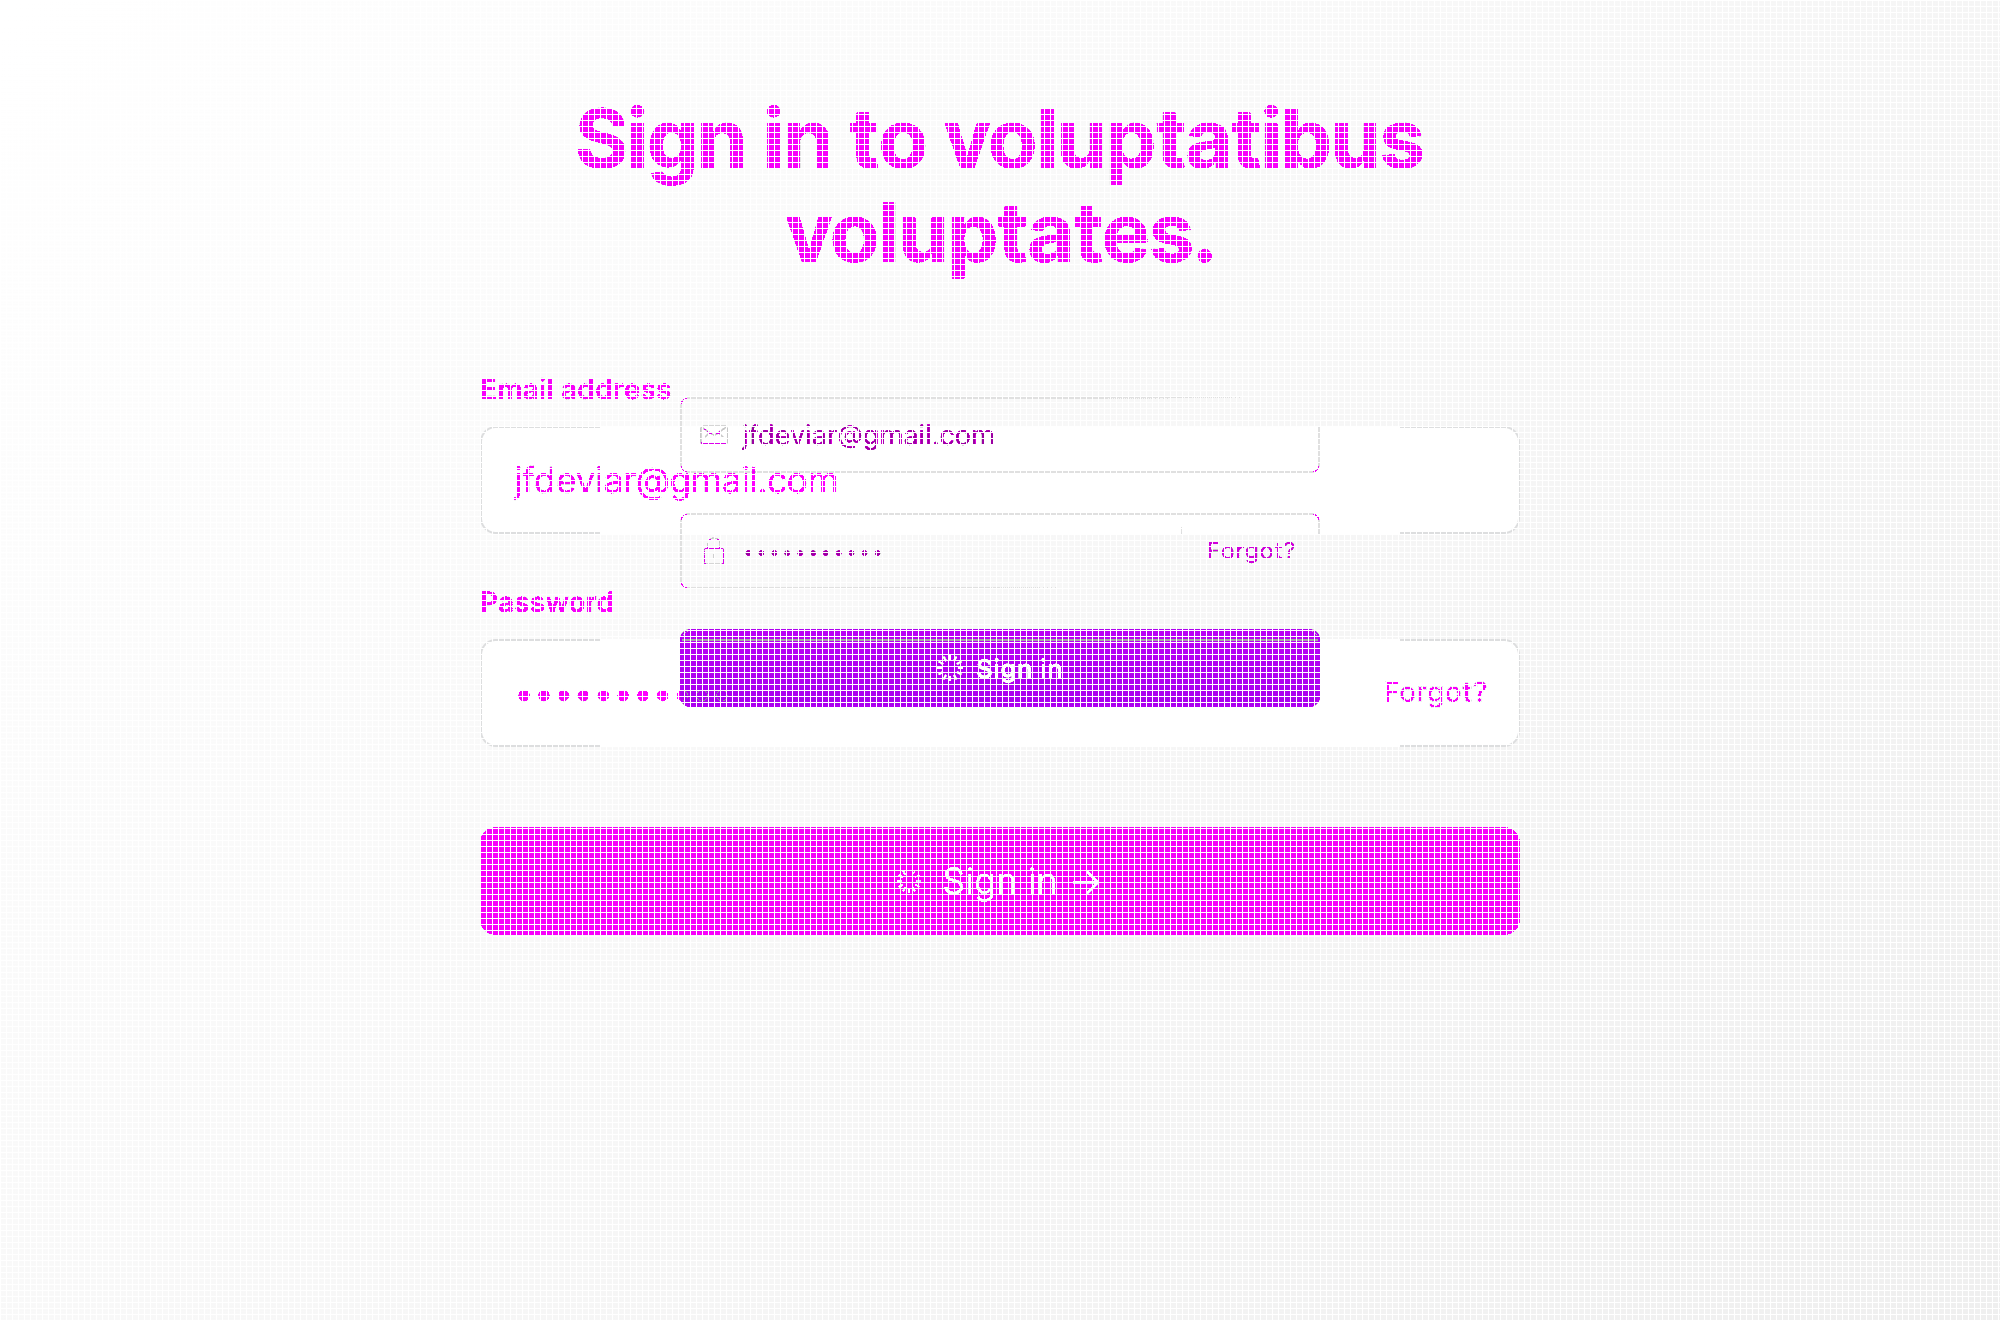 Sign in to voluptatibus
voluptates.
Email address
jfdeviar@gmail.com
jfdeviar@gmail.com
••••••••••• Forgot?
Password
Sign in
••••••••• Forgot?
Sign in →